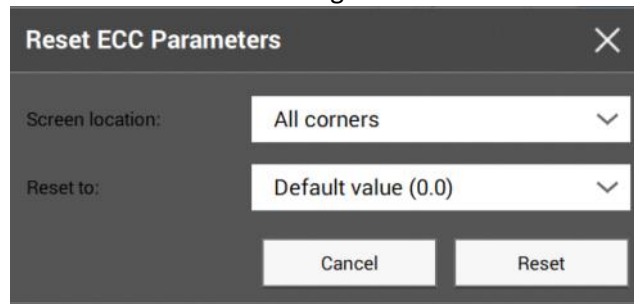 Reset ECC Parameters
Screen location: All corners
Reset to: Default value (0.0)
Cancel Reset